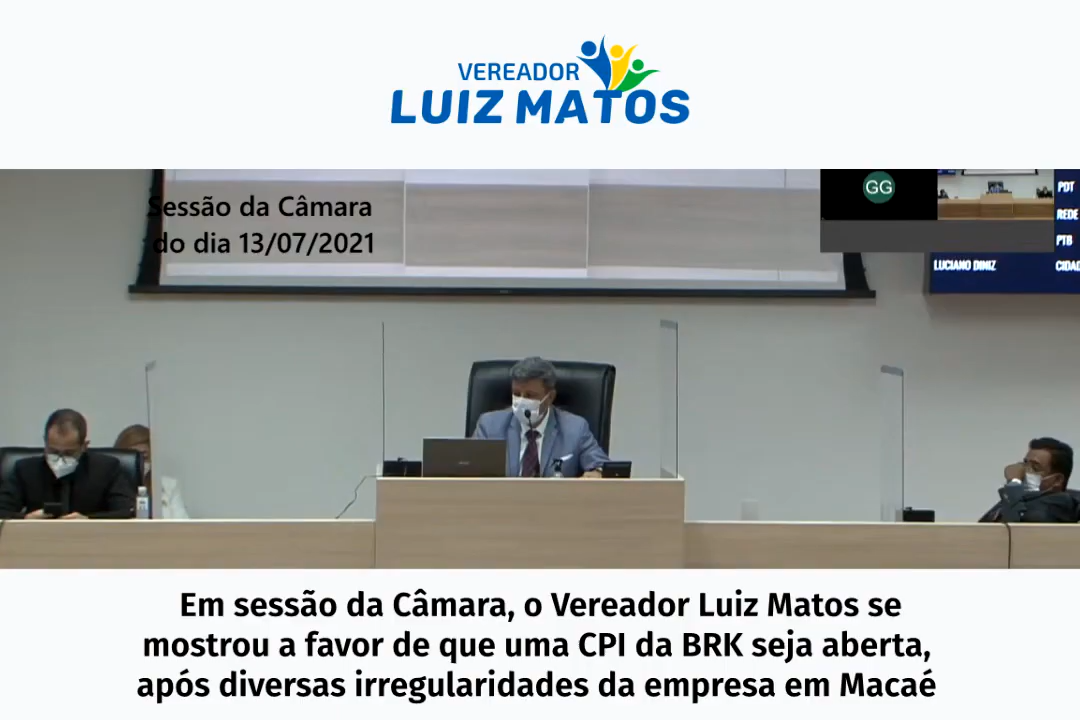 VEREADOR
LUIZ MATOS
Sessão da Câmara
do dia 13/07/2021
GG
PDT
REDE
PTB
LUCIANO DINIZ CIDAD
Em sessão da Câmara, o Vereador Luiz Matos se
mostrou a favor de que uma CPI da BRK seja aberta,
após diversas irregularidades da empresa em Macaé